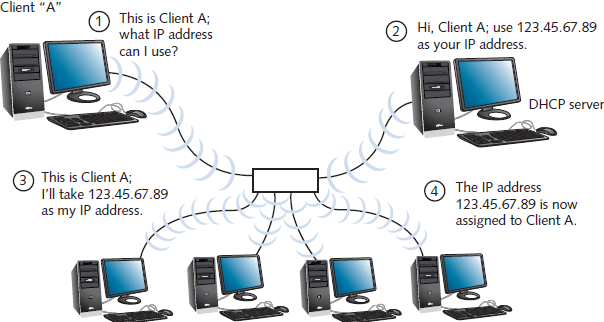 Client “A”
1
This is Client A;
what IP address
can I use?
2
Hi, Client A; use 123.45.67.89
as your IP address.
DHCP server
3
This is Client A;
I’ll take 123.45.67.89
as my IP address.
4
The IP address
123.45.67.89 is now
assigned to Client A.